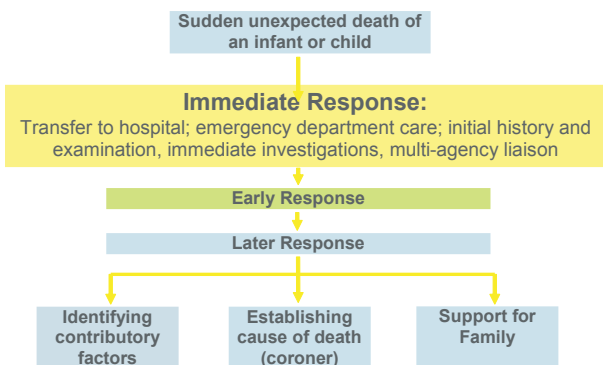 Sudden unexpected death of
an infant or child
Immediate Response:
Transfer to hospital; emergency department care; initial history and
examination, immediate investigations, multi-agency liaison
Early Response
Later Response
Identifying
contributory
factors
Establishing
cause of death
(coroner)
Support for
Family